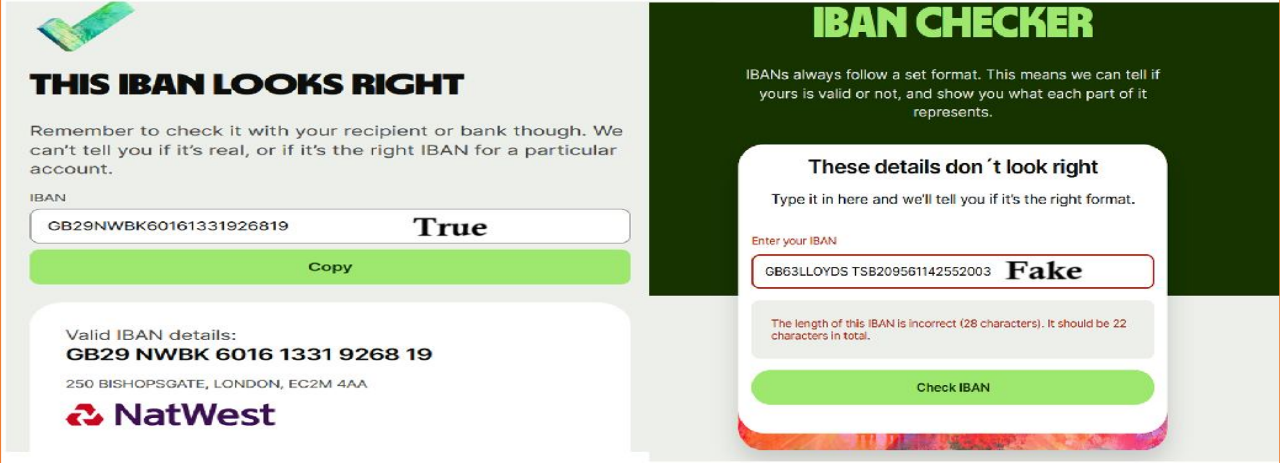 THIS IBAN LOOKS RIGHT
Remember to check it with your recipient or bank though. We
can't tell you if it's real, or if it's the right IBAN for a particular
account.
IBAN
GB29NWBK60161331926819 True
Copy
Valid IBAN details:
GB29 NWBK 6016 1331 9268 19
250 BISHOPSGATE, LONDON, EC2M 4AA
NatWest
IBAN CHECKER
IBANs always follow a set format. This means we can tell if
yours is valid or not, and show you what each part of it
represents.
These details don´t look right
Type it in here and we'll tell you if it's the right format.
Enter your IBAN
GB63LLOYDS TSB209561142552003 Fake
The length of this IBAN is incorrect (28 characters). It should be 22
characters in total.
Check IBAN